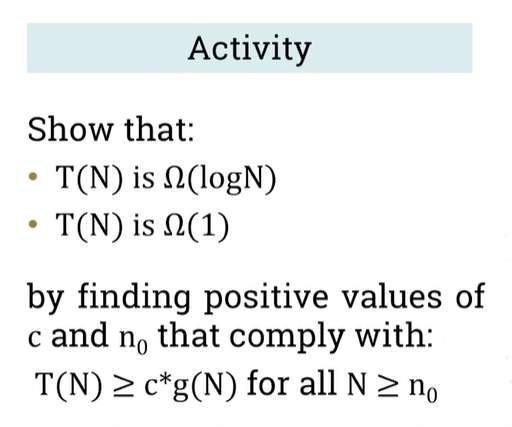 Activity
Show that:
• T(N) is Ω(logN)
• T(N) is Ω(1)
by finding positive values of
c and n₀ that comply with:
T(N) ≥ c*g(N) for all N ≥ n₀